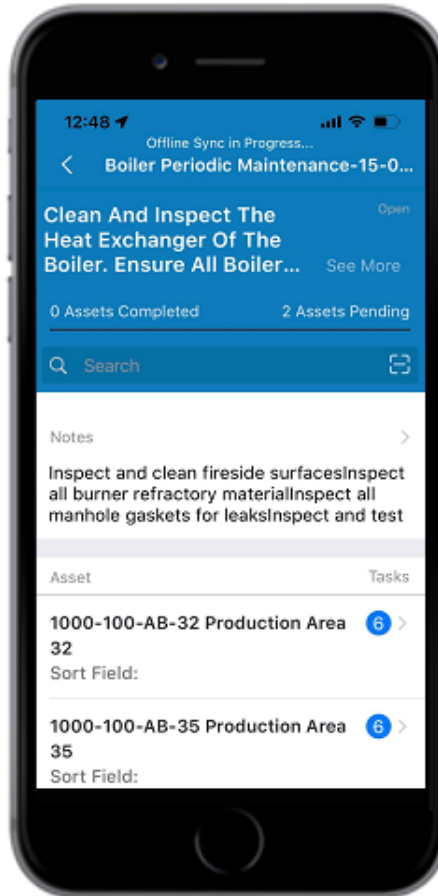 12:48
Offline Sync in Progress...
Boiler Periodic Maintenance-15-0...
Clean And Inspect The
Open
Heat Exchanger Of The
Boiler. Ensure All Boiler...
See More
0 Assets Completed
2 Assets Pending
Search
Notes
Inspect and clean fireside surfacesInspect
all burner refractory materialInspect all
manhole gaskets for leaksInspect and test
Asset
Tasks
1000-100-AB-32 Production Area
6
32
Sort Field:
1000-100-AB-35 Production Area
6
35
Sort Field: